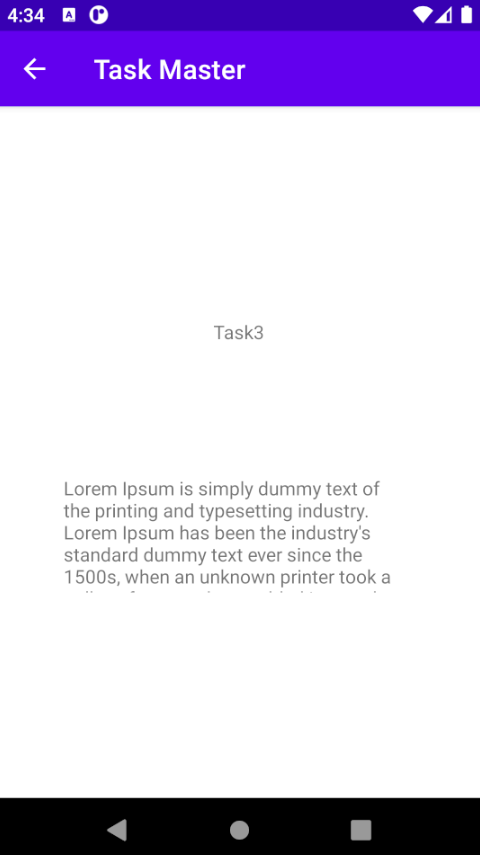 4:34
Task Master
Task3
Lorem Ipsum is simply dummy text of
the printing and typesetting industry.
Lorem Ipsum has been the industry's
standard dummy text ever since the
1500s, when an unknown printer took a